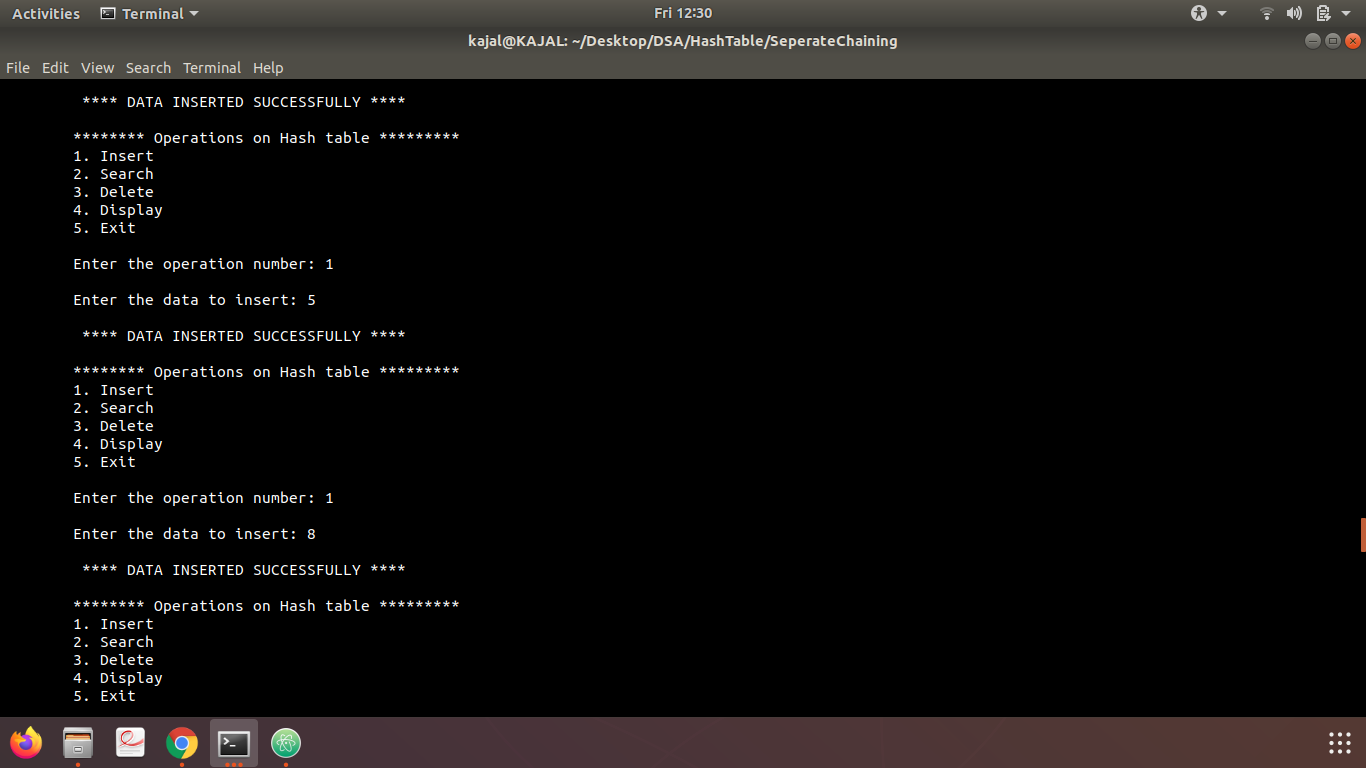 Activities Terminal Fri 12:30
kajal@KAJAL: ~/Desktop/DSA/HashTable/SeperateChaining
File Edit View Search Terminal Help
**** DATA INSERTED SUCCESSFULLY ****
******** Operations on Hash table *********
1. Insert
2. Search
3. Delete
4. Display
5. Exit
Enter the operation number: 1
Enter the data to insert: 5
**** DATA INSERTED SUCCESSFULLY ****
******** Operations on Hash table *********
1. Insert
2. Search
3. Delete
4. Display
5. Exit
Enter the operation number: 1
Enter the data to insert: 8
**** DATA INSERTED SUCCESSFULLY ****
******** Operations on Hash table *********
1. Insert
2. Search
3. Delete
4. Display
5. Exit